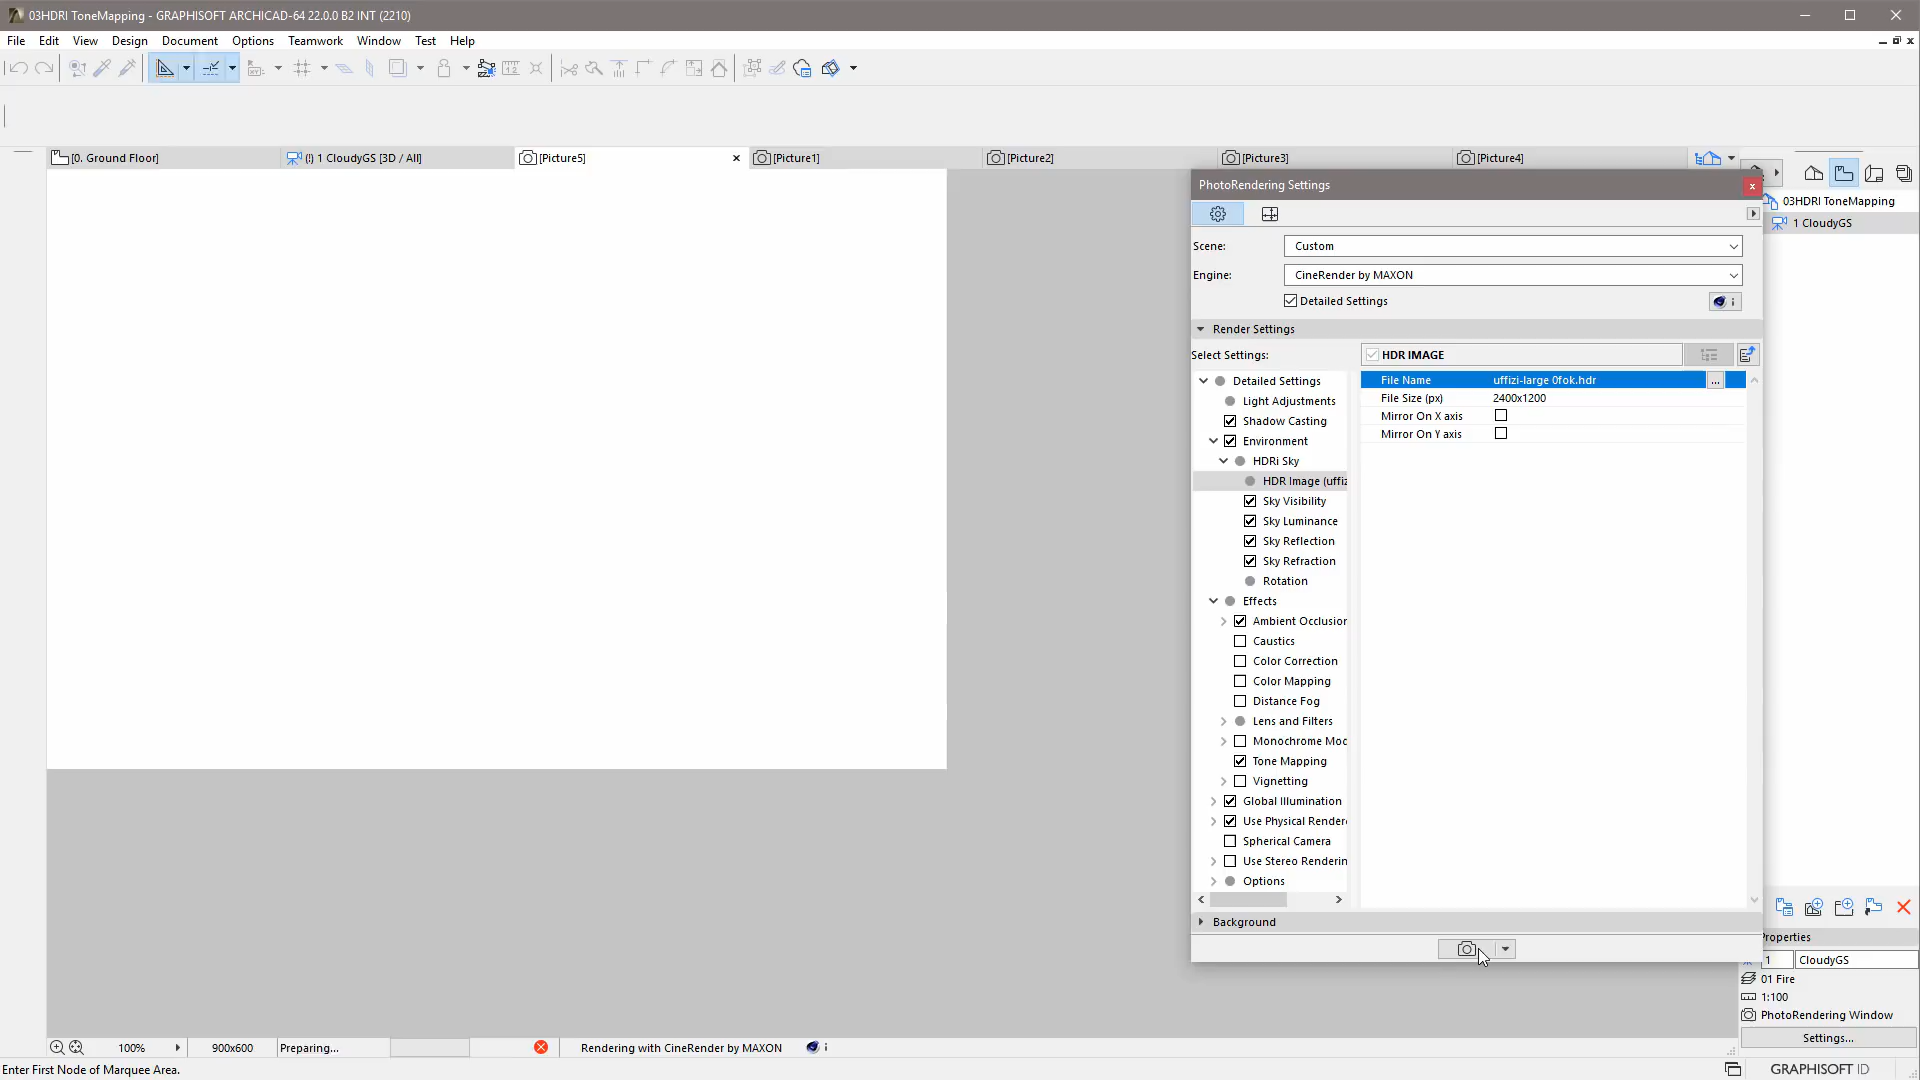 03HDRI ToneMapping - GRAPHISOFT ARCHICAD-64 22.0.0 B2 INT (2210)
File Edit View Design Document Options Teamwork Window Test Help
[0. Ground Floor] (!) 1 CloudyGS [3D / All] [Picture5] [Picture1] [Picture2] [Picture3] [Picture4]
PhotoRendering Settings
Scene: Custom
Engine: CineRender by MAXON
Detailed Settings
Render Settings
Select Settings:
Detailed Settings
Light Adjustments
Shadow Casting
Environment
HDRi Sky
HDR Image (uffiz
Sky Visibility
Sky Luminance
Sky Reflection
Sky Refraction
Rotation
Effects
Ambient Occlusion
Caustics
Color Correction
Color Mapping
Distance Fog
Lens and Filters
Monochrome Mod
Tone Mapping
Vignetting
Global Illumination
Use Physical Rendere
Spherical Camera
Use Stereo Renderin
Options
HDR IMAGE
File Name uffizi-large 0fok.hdr ...
File Size (px) 2400x1200
Mirror On X axis
Mirror On Y axis
Background
03HDRI ToneMapping
1 CloudyGS
Properties
1 CloudyGS
01 Fire
1:100
PhotoRendering Window
Settings...
100% 900x600 Preparing... Rendering with CineRender by MAXON i
Enter First Node of Marquee Area.
GRAPHISOFT ID